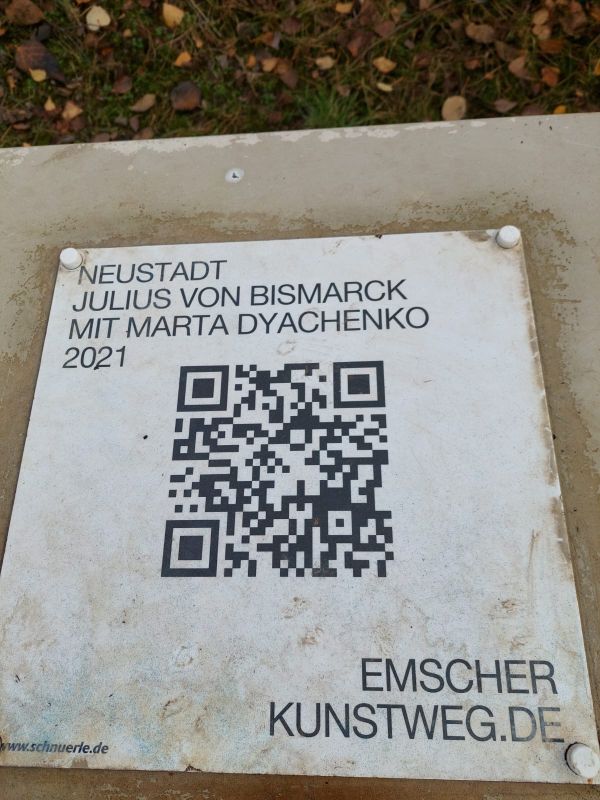 NEUSTADT
JULIUS VON BISMARCK
MIT MARTA DYACHENKO
2021
EMSCHER
KUNSTWEG.DE
www.schnuerle.de